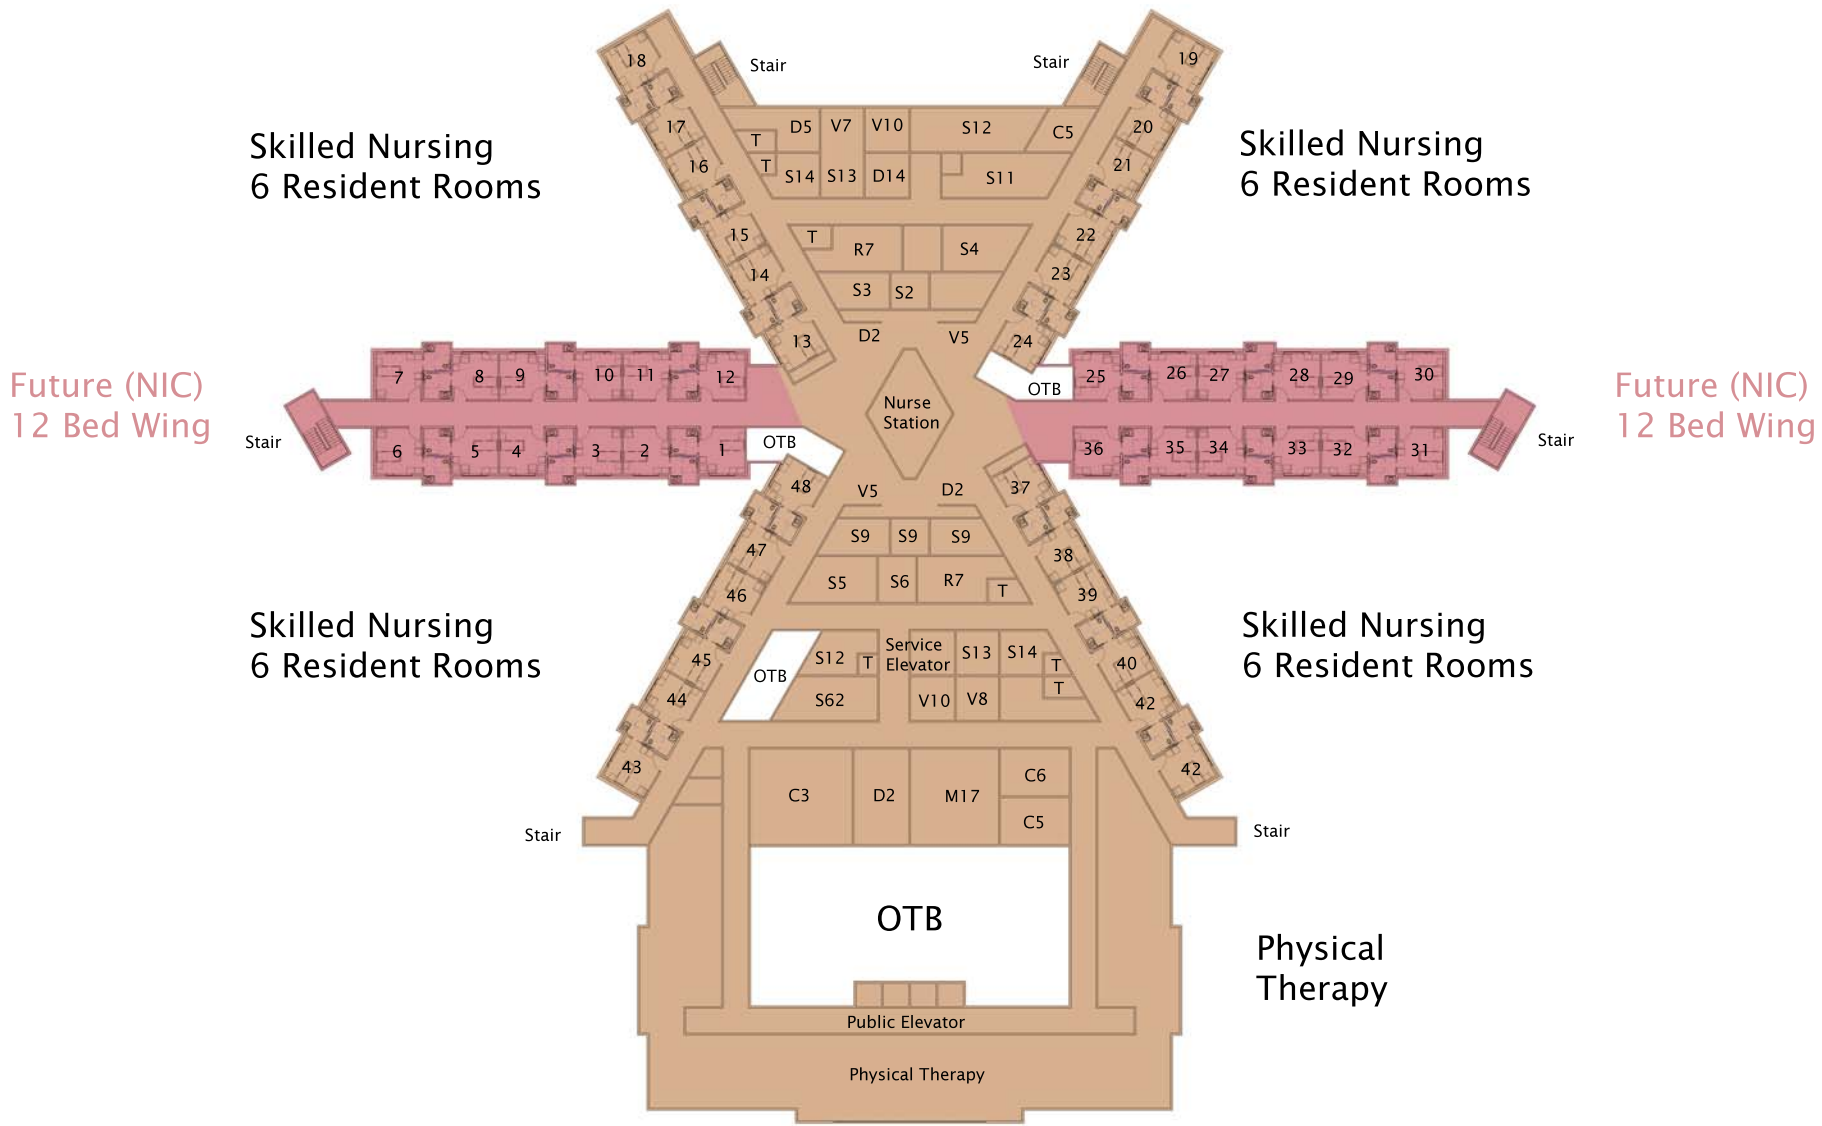 18
Stair
Stair
19
17
T
D5
V7
V10
S12
C5
20
Skilled Nursing
6 Resident Rooms
Skilled Nursing
6 Resident Rooms
16
T
S14
S13
D14
S11
21
15
T
R7
S4
22
14
S3
S2
23
13
D2
V5
24
Future (NIC)
12 Bed Wing
7
8
9
10
11
12
OTB
25
26
27
28
29
30
Future (NIC)
12 Bed Wing
Nurse
Station
Stair
6
5
4
3
2
1
OTB
36
35
34
33
32
31
Stair
48
V5
D2
37
47
S9
S9
S9
38
46
S5
S6
R7
T
39
Skilled Nursing
6 Resident Rooms
Skilled Nursing
6 Resident Rooms
45
OTB
S12
T
Service
Elevator
S13
S14
T
40
44
S62
V10
V8
T
42
43
C3
D2
M17
C6
42
C5
Stair
Stair
OTB
Physical
Therapy
Public Elevator
Physical Therapy